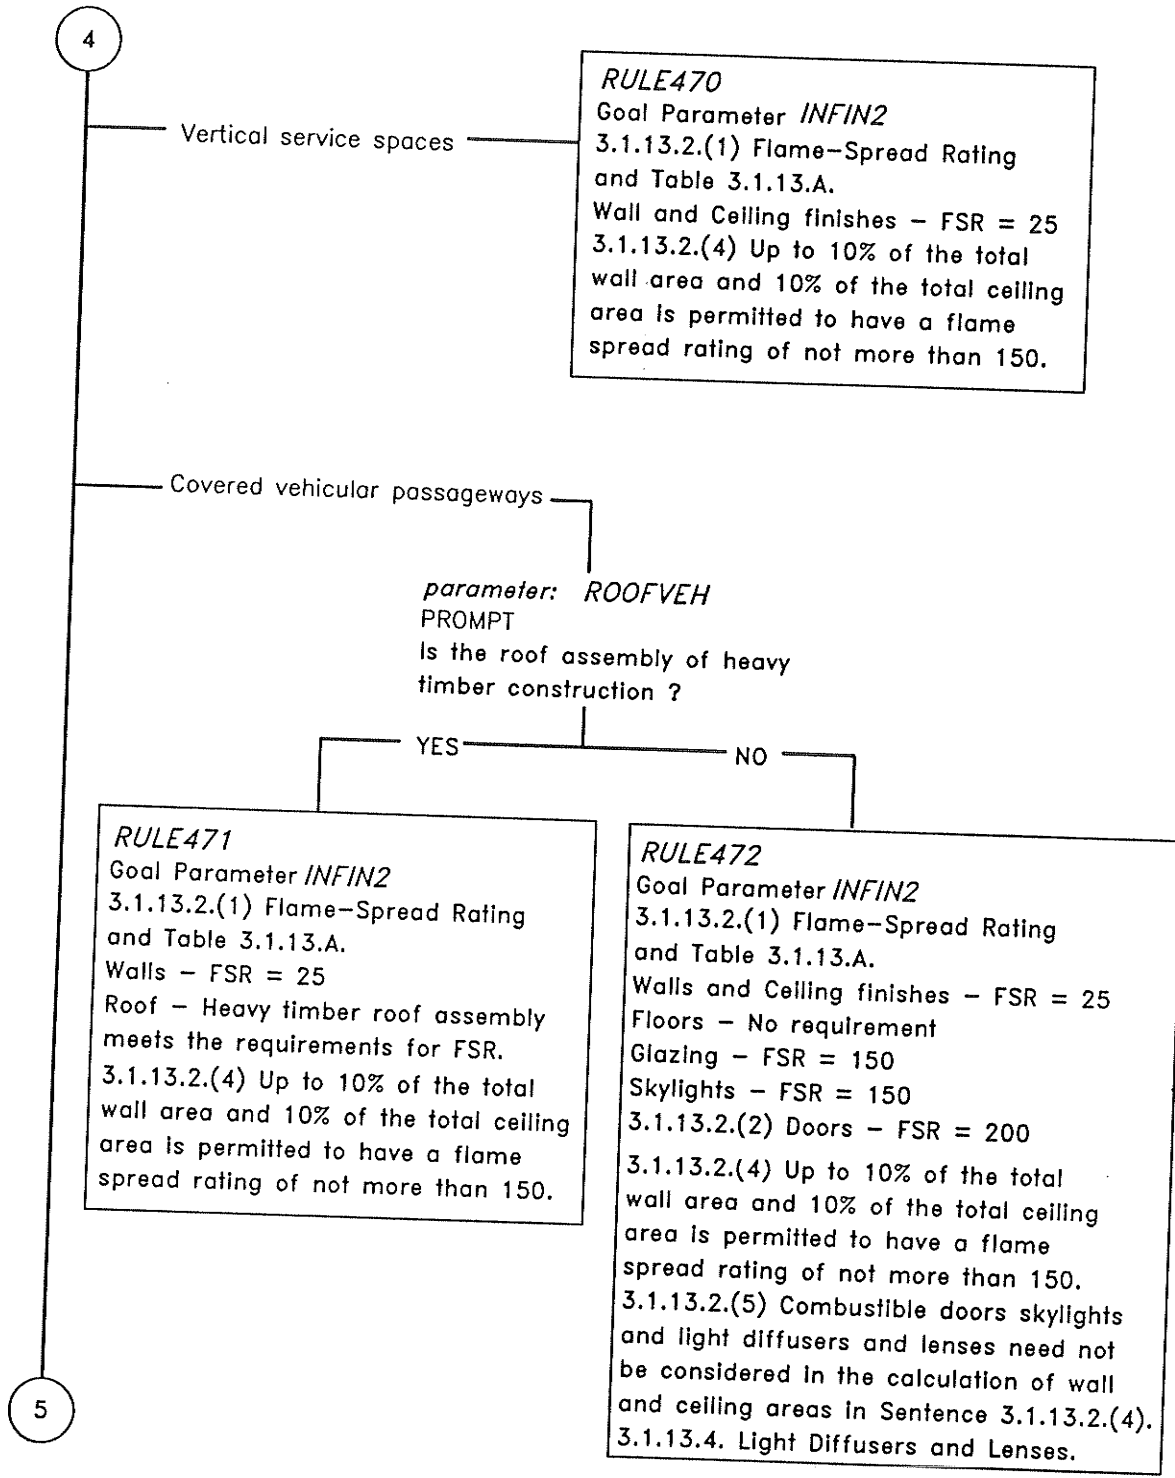 4
Vertical service spaces
RULE470
Goal Parameter INFIN2
3.1.13.2.(1) Flame-Spread Rating
and Table 3.1.13.A.
Wall and Ceiling finishes - FSR = 25
3.1.13.2.(4) Up to 10% of the total
wall area and 10% of the total ceiling
area is permitted to have a flame
spread rating of not more than 150.
Covered vehicular passageways
parameter: ROOFVEH
PROMPT
Is the roof assembly of heavy
timber construction ?
YES
NO
RULE471
Goal Parameter INFIN2
3.1.13.2.(1) Flame-Spread Rating
and Table 3.1.13.A.
Walls - FSR = 25
Roof - Heavy timber roof assembly
meets the requirements for FSR.
3.1.13.2.(4) Up to 10% of the total
wall area and 10% of the total ceiling
area is permitted to have a flame
spread rating of not more than 150.
RULE472
Goal Parameter INFIN2
3.1.13.2.(1) Flame-Spread Rating
and Table 3.1.13.A.
Walls and Ceiling finishes - FSR = 25
Floors - No requirement
Glazing - FSR = 150
Skylights - FSR = 150
3.1.13.2.(2) Doors - FSR = 200
3.1.13.2.(4) Up to 10% of the total
wall area and 10% of the total ceiling
area is permitted to have a flame
spread rating of not more than 150.
3.1.13.2.(5) Combustible doors skylights
and light diffusers and lenses need not
be considered in the calculation of wall
and ceiling areas in Sentence 3.1.13.2.(4).
3.1.13.4. Light Diffusers and Lenses.
5